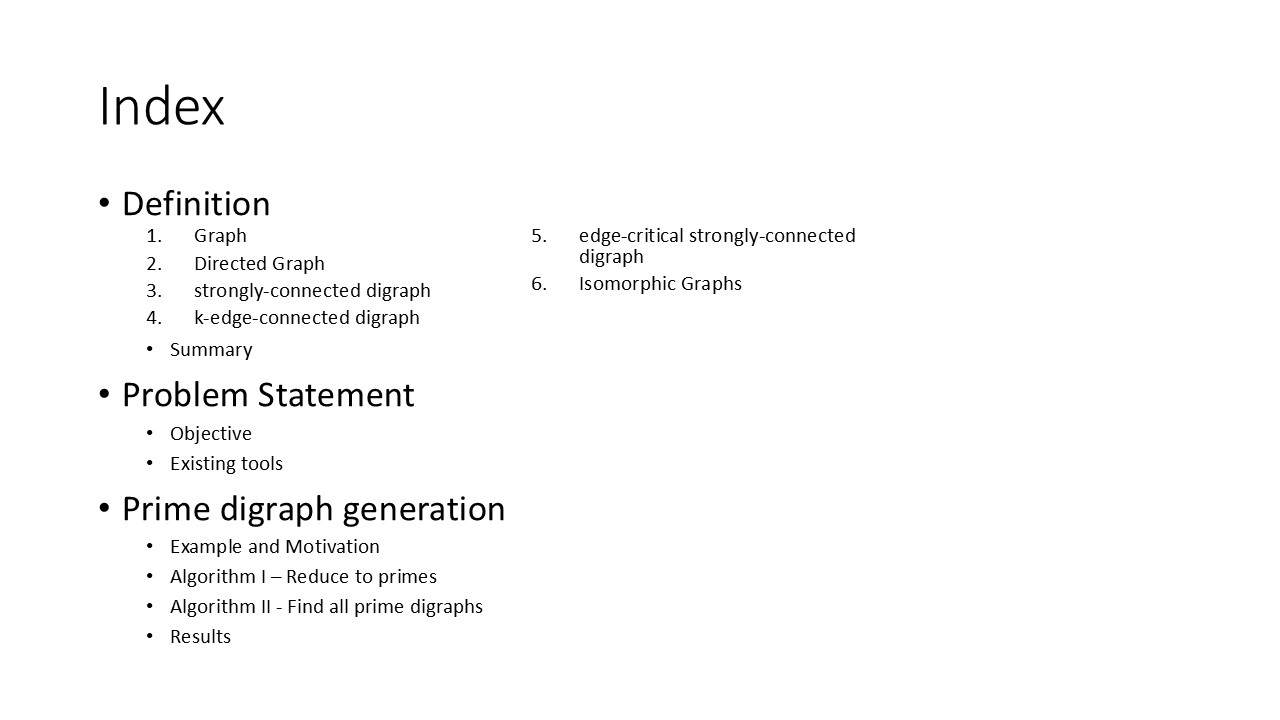 Index
• Definition
1. Graph
2. Directed Graph
3. strongly-connected digraph
4. k-edge-connected digraph
5. edge-critical strongly-connected
digraph
6. Isomorphic Graphs
• Summary
• Problem Statement
• Objective
• Existing tools
• Prime digraph generation
• Example and Motivation
• Algorithm I – Reduce to primes
• Algorithm II - Find all prime digraphs
• Results